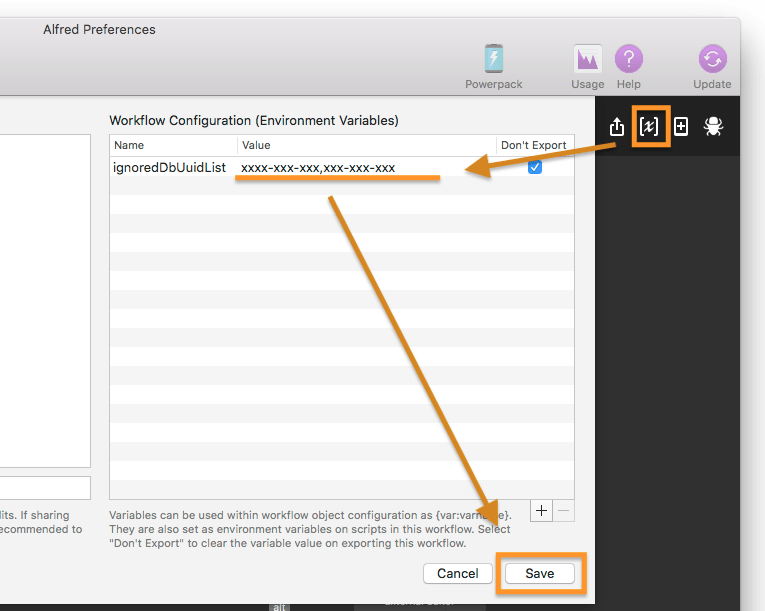 Alfred Preferences
Powerpack
Usage
Help
Update
Workflow Configuration (Environment Variables)
Name
Value
Don't Export
ignoredDbUuidList
xxxx-xxx-xxx,xxx-xxx-xxx
Variables can be used within workflow object configuration as {var: }.
They are also set as environment variables on scripts in this workflow. Select
"Don't Export" to clear the variable value on exporting this workflow.
dits. If sharing
ecommended to
Cancel
Save
alt